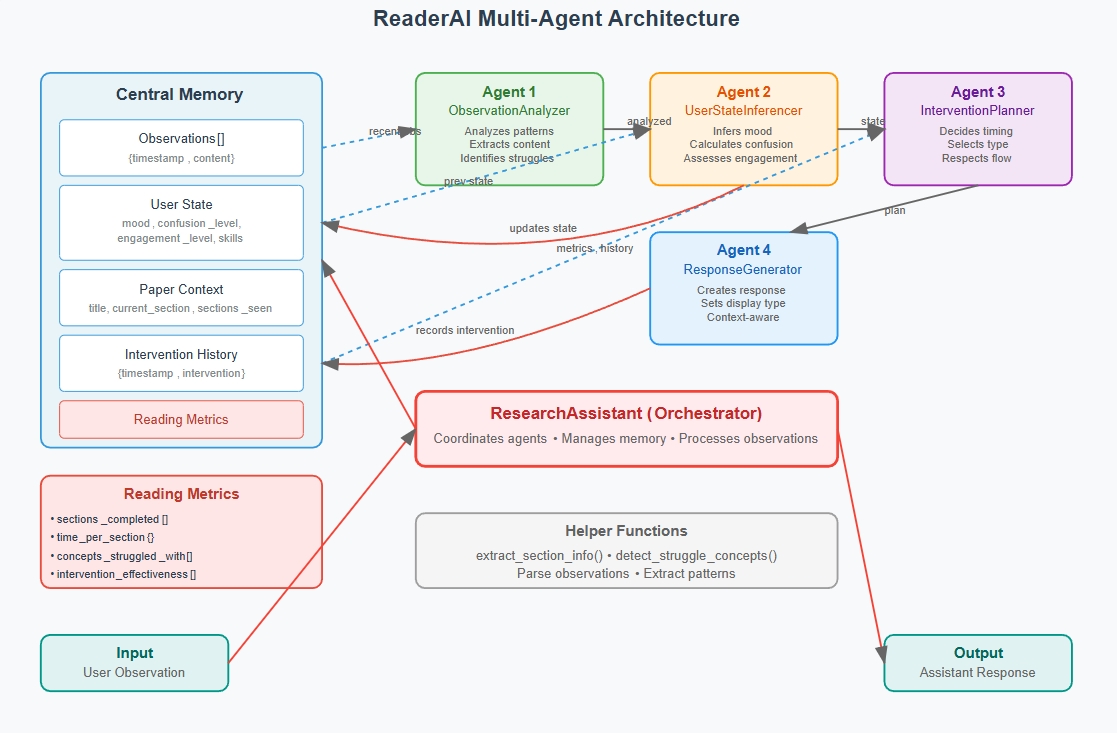 ReaderAI Multi-Agent Architecture
Central Memory
Observations[]
{timestamp , content}
User State
mood , confusion _level,
engagement _level, skills
Paper Context
title, current_section , sections _seen
Intervention History
{timestamp , intervention}
Reading Metrics
Agent 1
ObservationAnalyzer
Analyzes patterns
Extracts content
Identifies struggles
Agent 2
UserStateInferencer
Infers mood
Calculates confusion
Assesses engagement
Agent 3
InterventionPlanner
Decides timing
Selects type
Respects flow
analyzed
state
prev state
updates state
metrics, history
plan
Agent 4
ResponseGenerator
Creates response
Sets display type
Context-aware
records intervention
ResearchAssistant (Orchestrator)
Coordinates agents • Manages memory • Processes observations
Reading Metrics
• sections _completed []
• time_per_section {}
• concepts _struggled _with[]
• intervention_effectiveness []
Helper Functions
extract_section_info() • detect_struggle_concepts()
Parse observations • Extract patterns
Input
User Observation
Output
Assistant Response